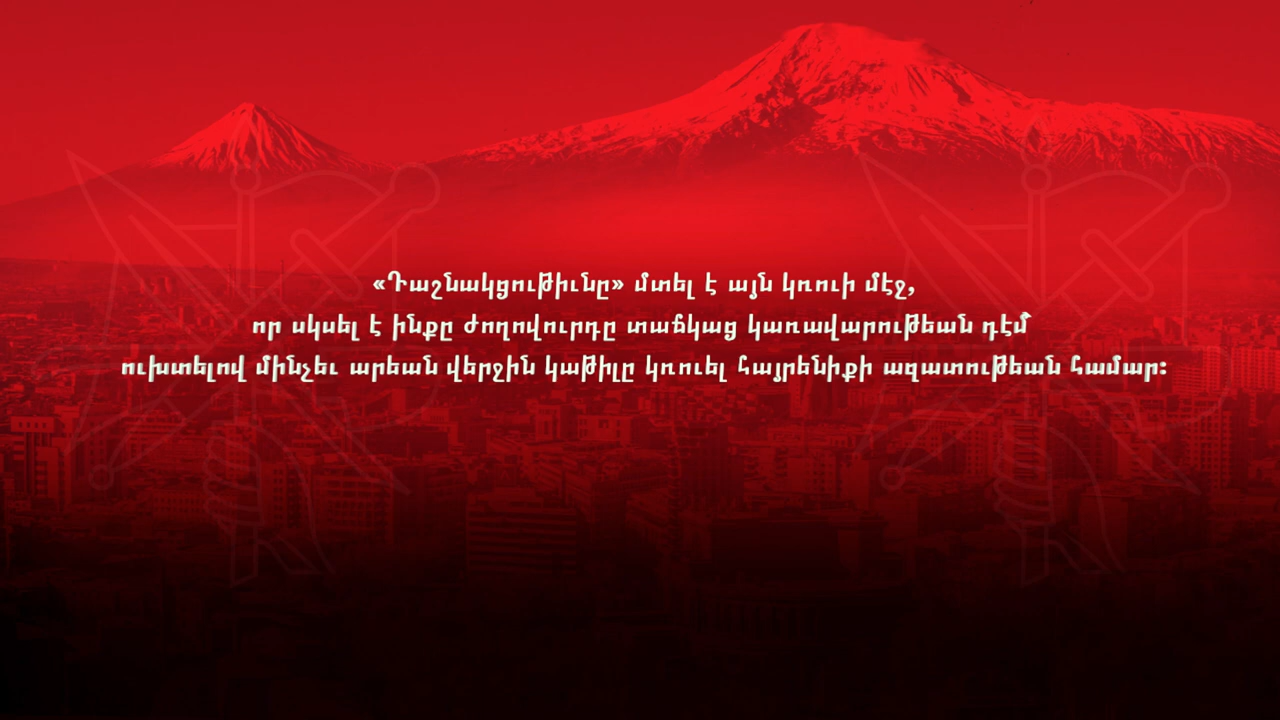 «Դաշնակցութիւնը» մտել է այն կռուի մէջ,
որ սկսել է ինքը ժողովուրդը տաճկաց կառավարութեան դէմ՝
ուխտելով մինչեւ արեան վերջին կաթիլը կռուել հայրենիքի ազատութեան համար: